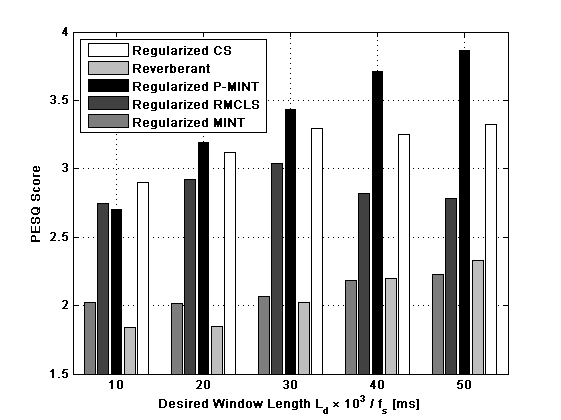 4
3.5
3
2.5
2
1.5
PESQ Score
Regularized CS
Reverberant
Regularized P-MINT
Regularized RMCLS
Regularized MINT
10 20 30 40 50
Desired Window Length L_d × 10^3 / f_s [ms]